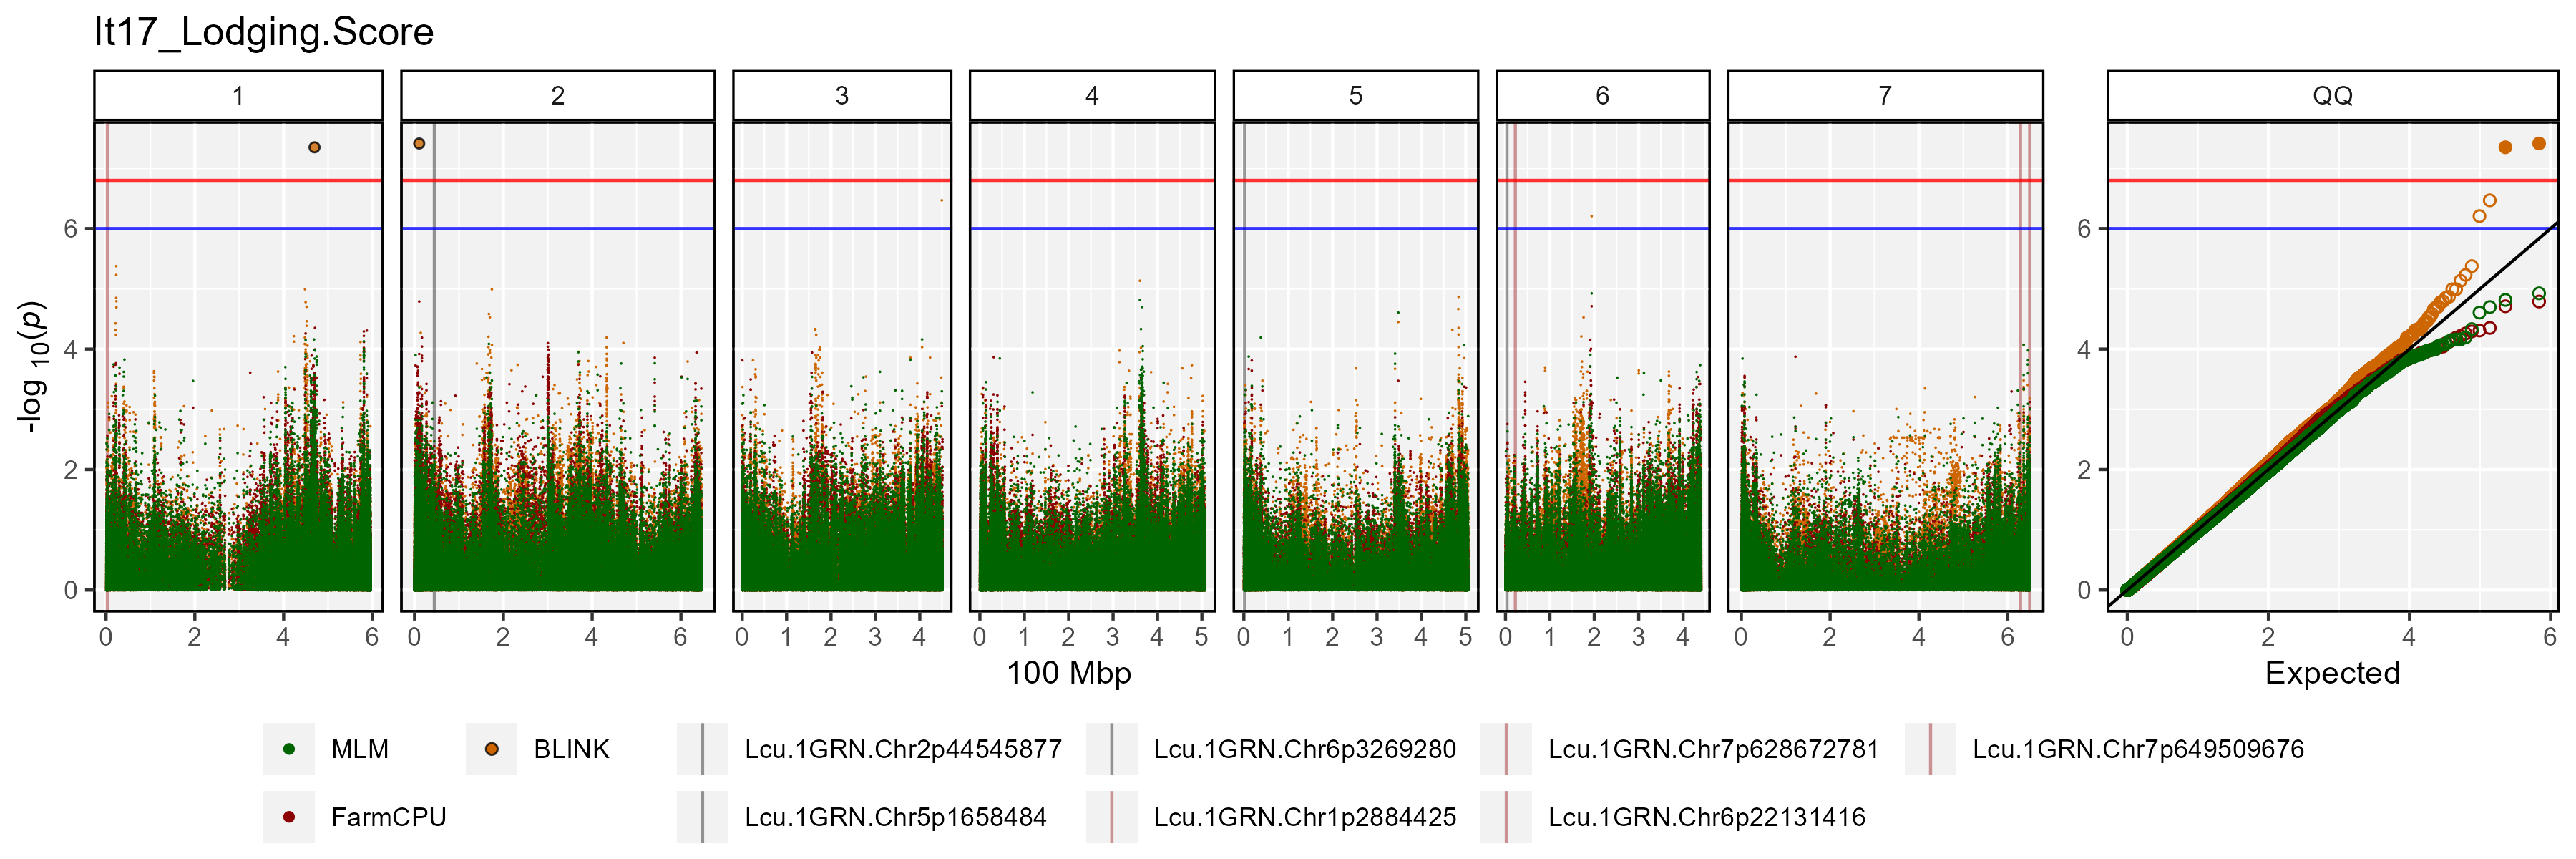 It17_Lodging.Score
1 2 3 4 5 6 7 QQ
-log 10(p)
6
4
2
0
6
4
2
0
0 2 4 6 0 2 4 6 0 1 2 3 4 0 1 2 3 4 5 0 1 2 3 4 5 0 1 2 3 4 0 2 4 6 0 2 4 6
100 Mbp Expected
MLM BLINK Lcu.1GRN.Chr2p44545877 Lcu.1GRN.Chr6p3269280 Lcu.1GRN.Chr7p628672781 Lcu.1GRN.Chr7p649509676
FarmCPU Lcu.1GRN.Chr5p1658484 Lcu.1GRN.Chr1p2884425 Lcu.1GRN.Chr6p22131416